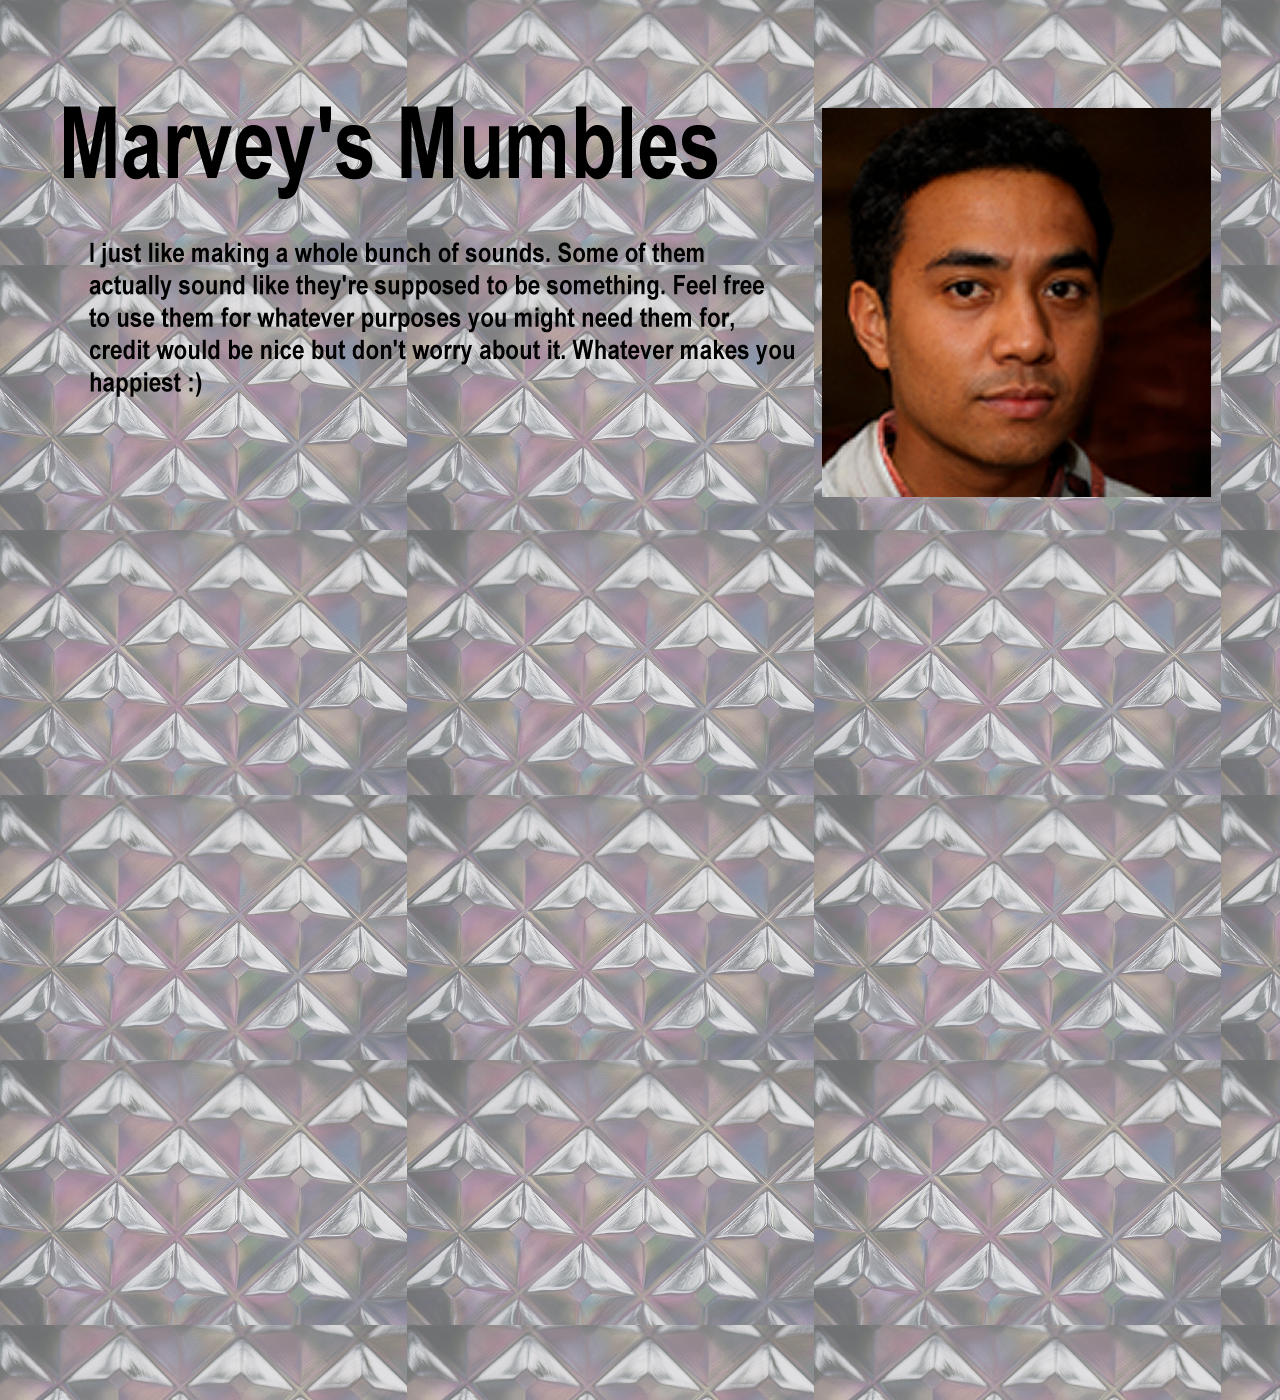 Marvey's Mumbles
I just like making a whole bunch of sounds. Some of them
actually sound like they're supposed to be something. Feel free
to use them for whatever purposes you might need them for,
credit would be nice but don't worry about it. Whatever makes you
happiest :)